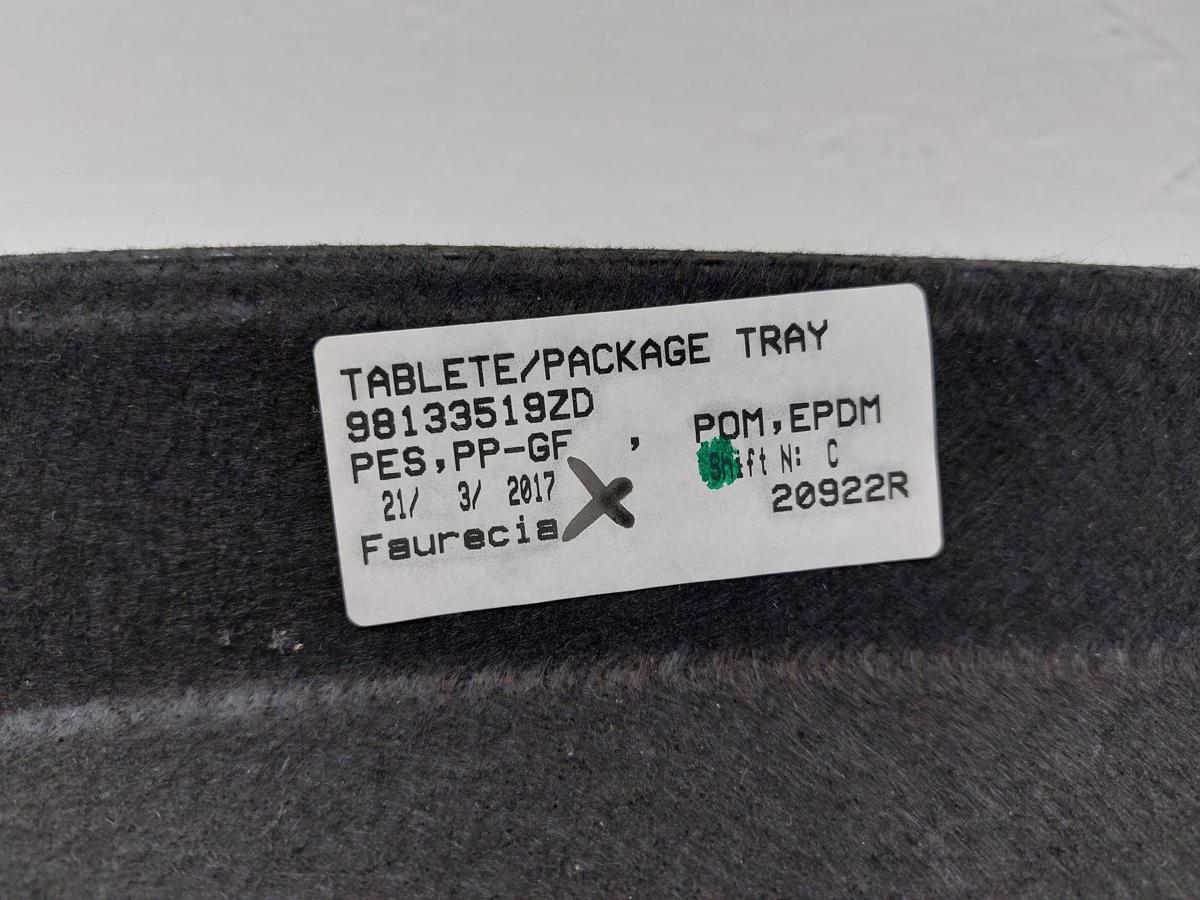 TABLETE/PACKAGE TRAY
98133519ZD
PES,PP-GF , POM,EPDM
21/ 3/ 2017 Shift N: C
Faurecia 20922R